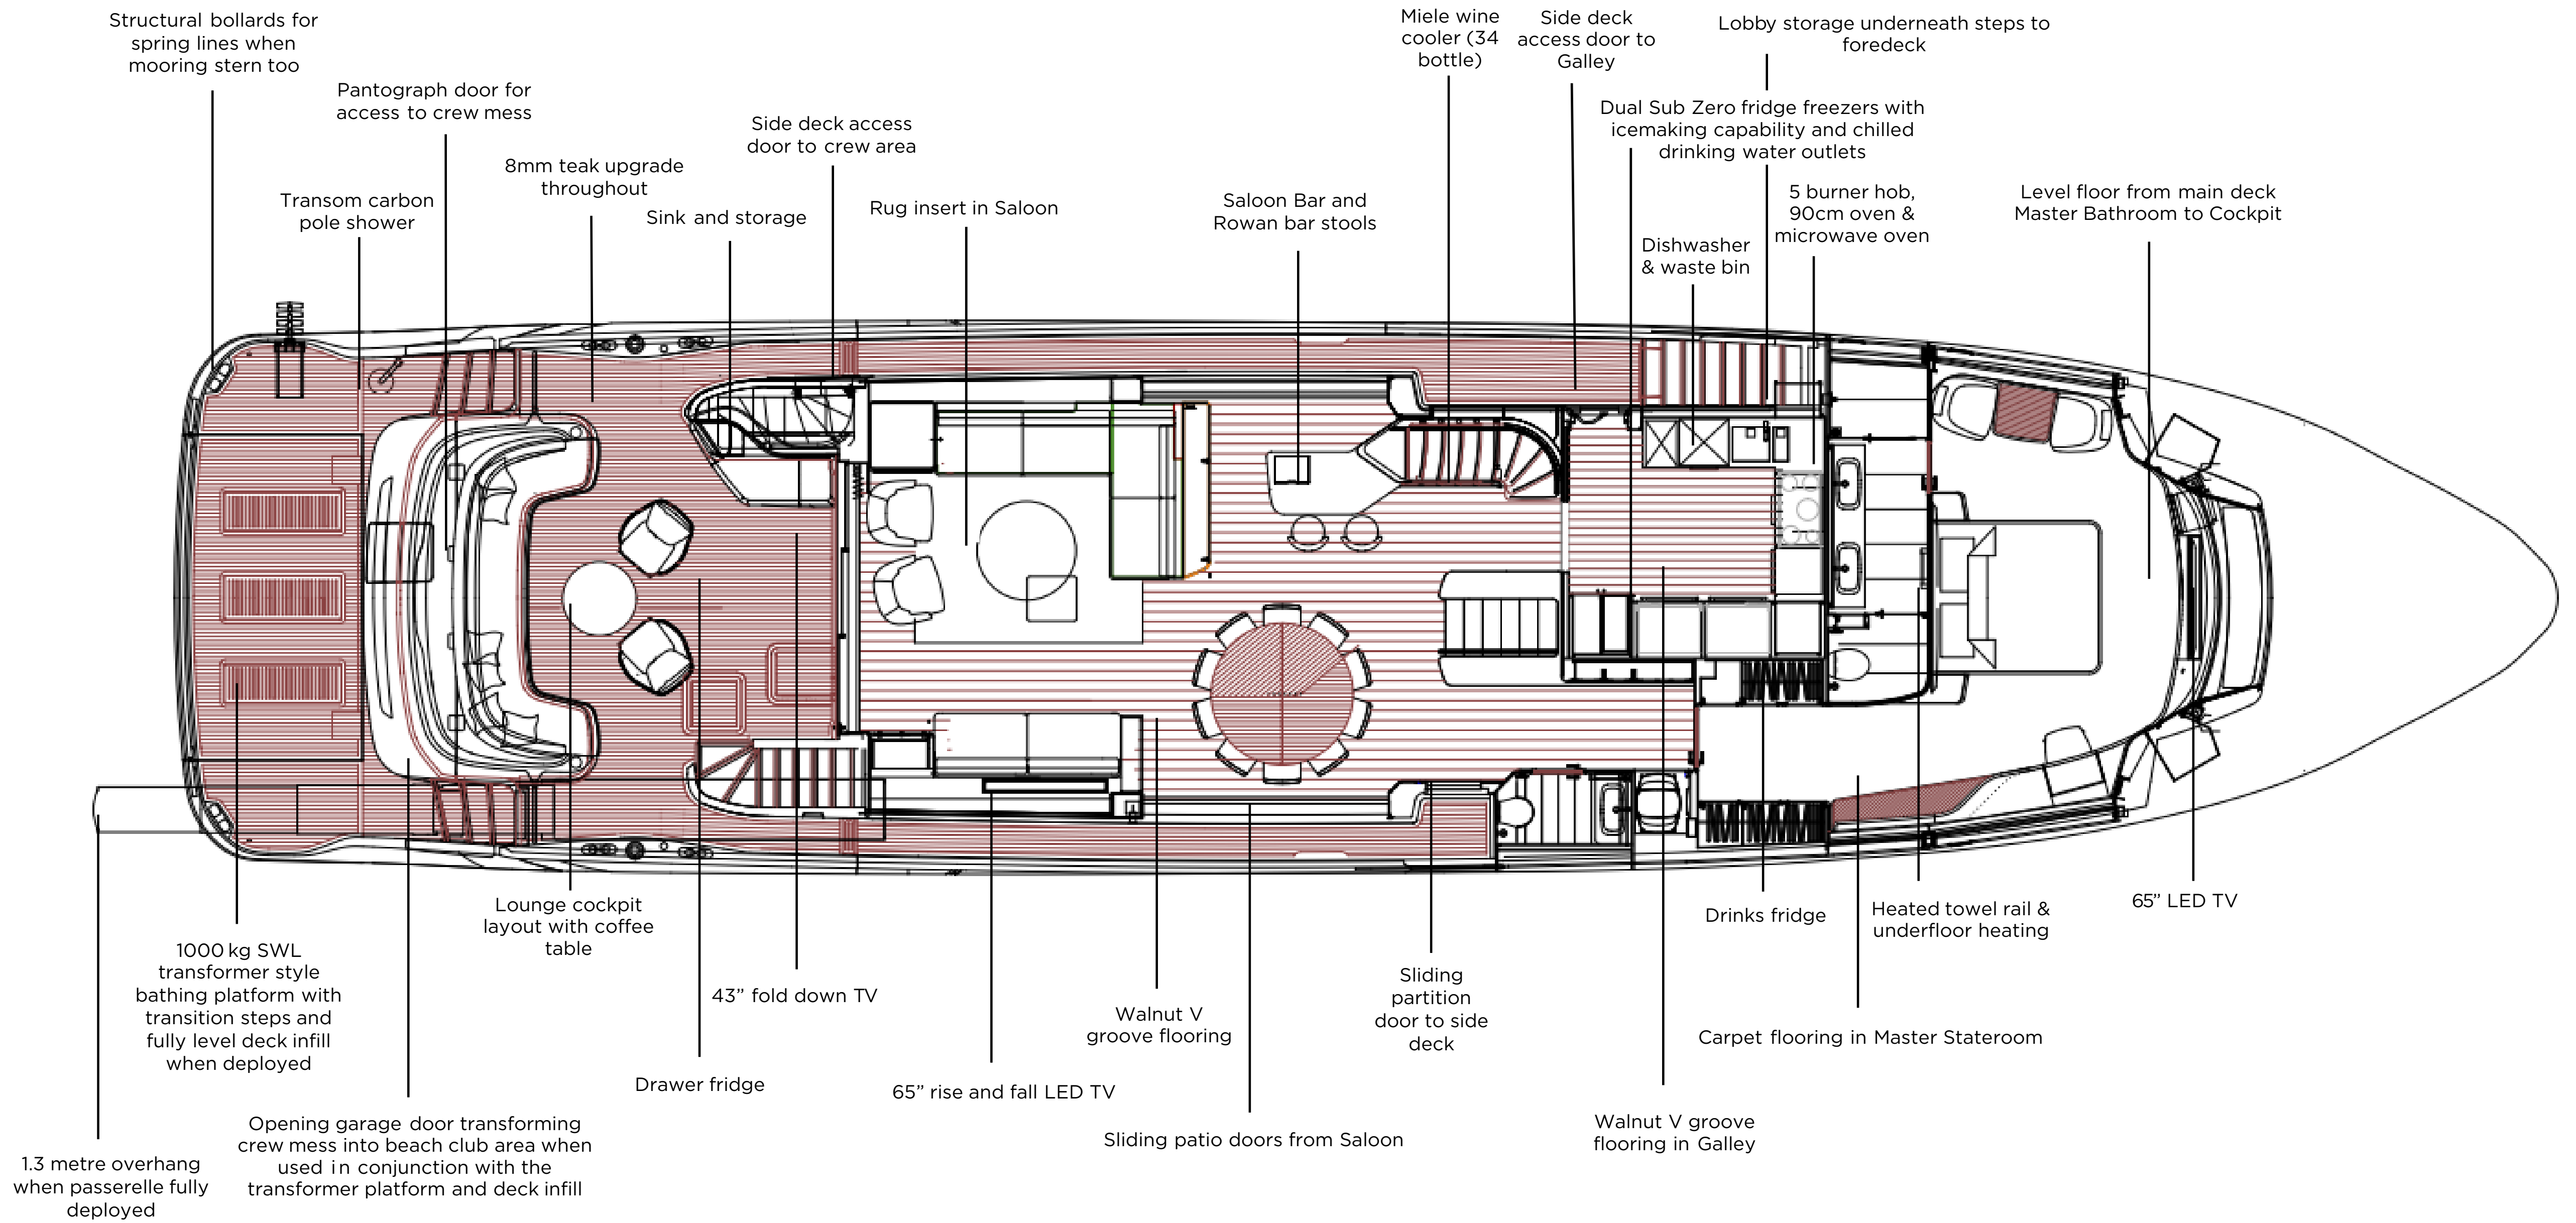 Structural bollards for
spring lines when
mooring stern too
Pantograph door for
access to crew mess
Transom carbon
pole shower
8mm teak upgrade
throughout
Sink and storage
Side deck access
door to crew area
Rug insert in Saloon
Saloon Bar and
Rowan bar stools
Miele wine
cooler (34
bottle)
Side deck
access door to
Galley
Lobby storage underneath steps to
foredeck
Dual Sub Zero fridge freezers with
icemaking capability and chilled
drinking water outlets
Dishwasher
& waste bin
5 burner hob,
90cm oven &
microwave oven
Level floor from main deck
Master Bathroom to Cockpit
1.3 metre overhang
when passerelle fully
deployed
1000 kg SWL
transformer style
bathing platform with
transition steps and
fully level deck infill
when deployed
Opening garage door transforming
crew mess into beach club area when
used in conjunction with the
transformer platform and deck infill
Lounge cockpit
layout with coffee
table
Drawer fridge
43” fold down TV
65” rise and fall LED TV
Walnut V
groove flooring
Sliding patio doors from Saloon
Sliding
partition
door to side
deck
Walnut V groove
flooring in Galley
Drinks fridge
Carpet flooring in Master Stateroom
Heated towel rail &
underfloor heating
65” LED TV